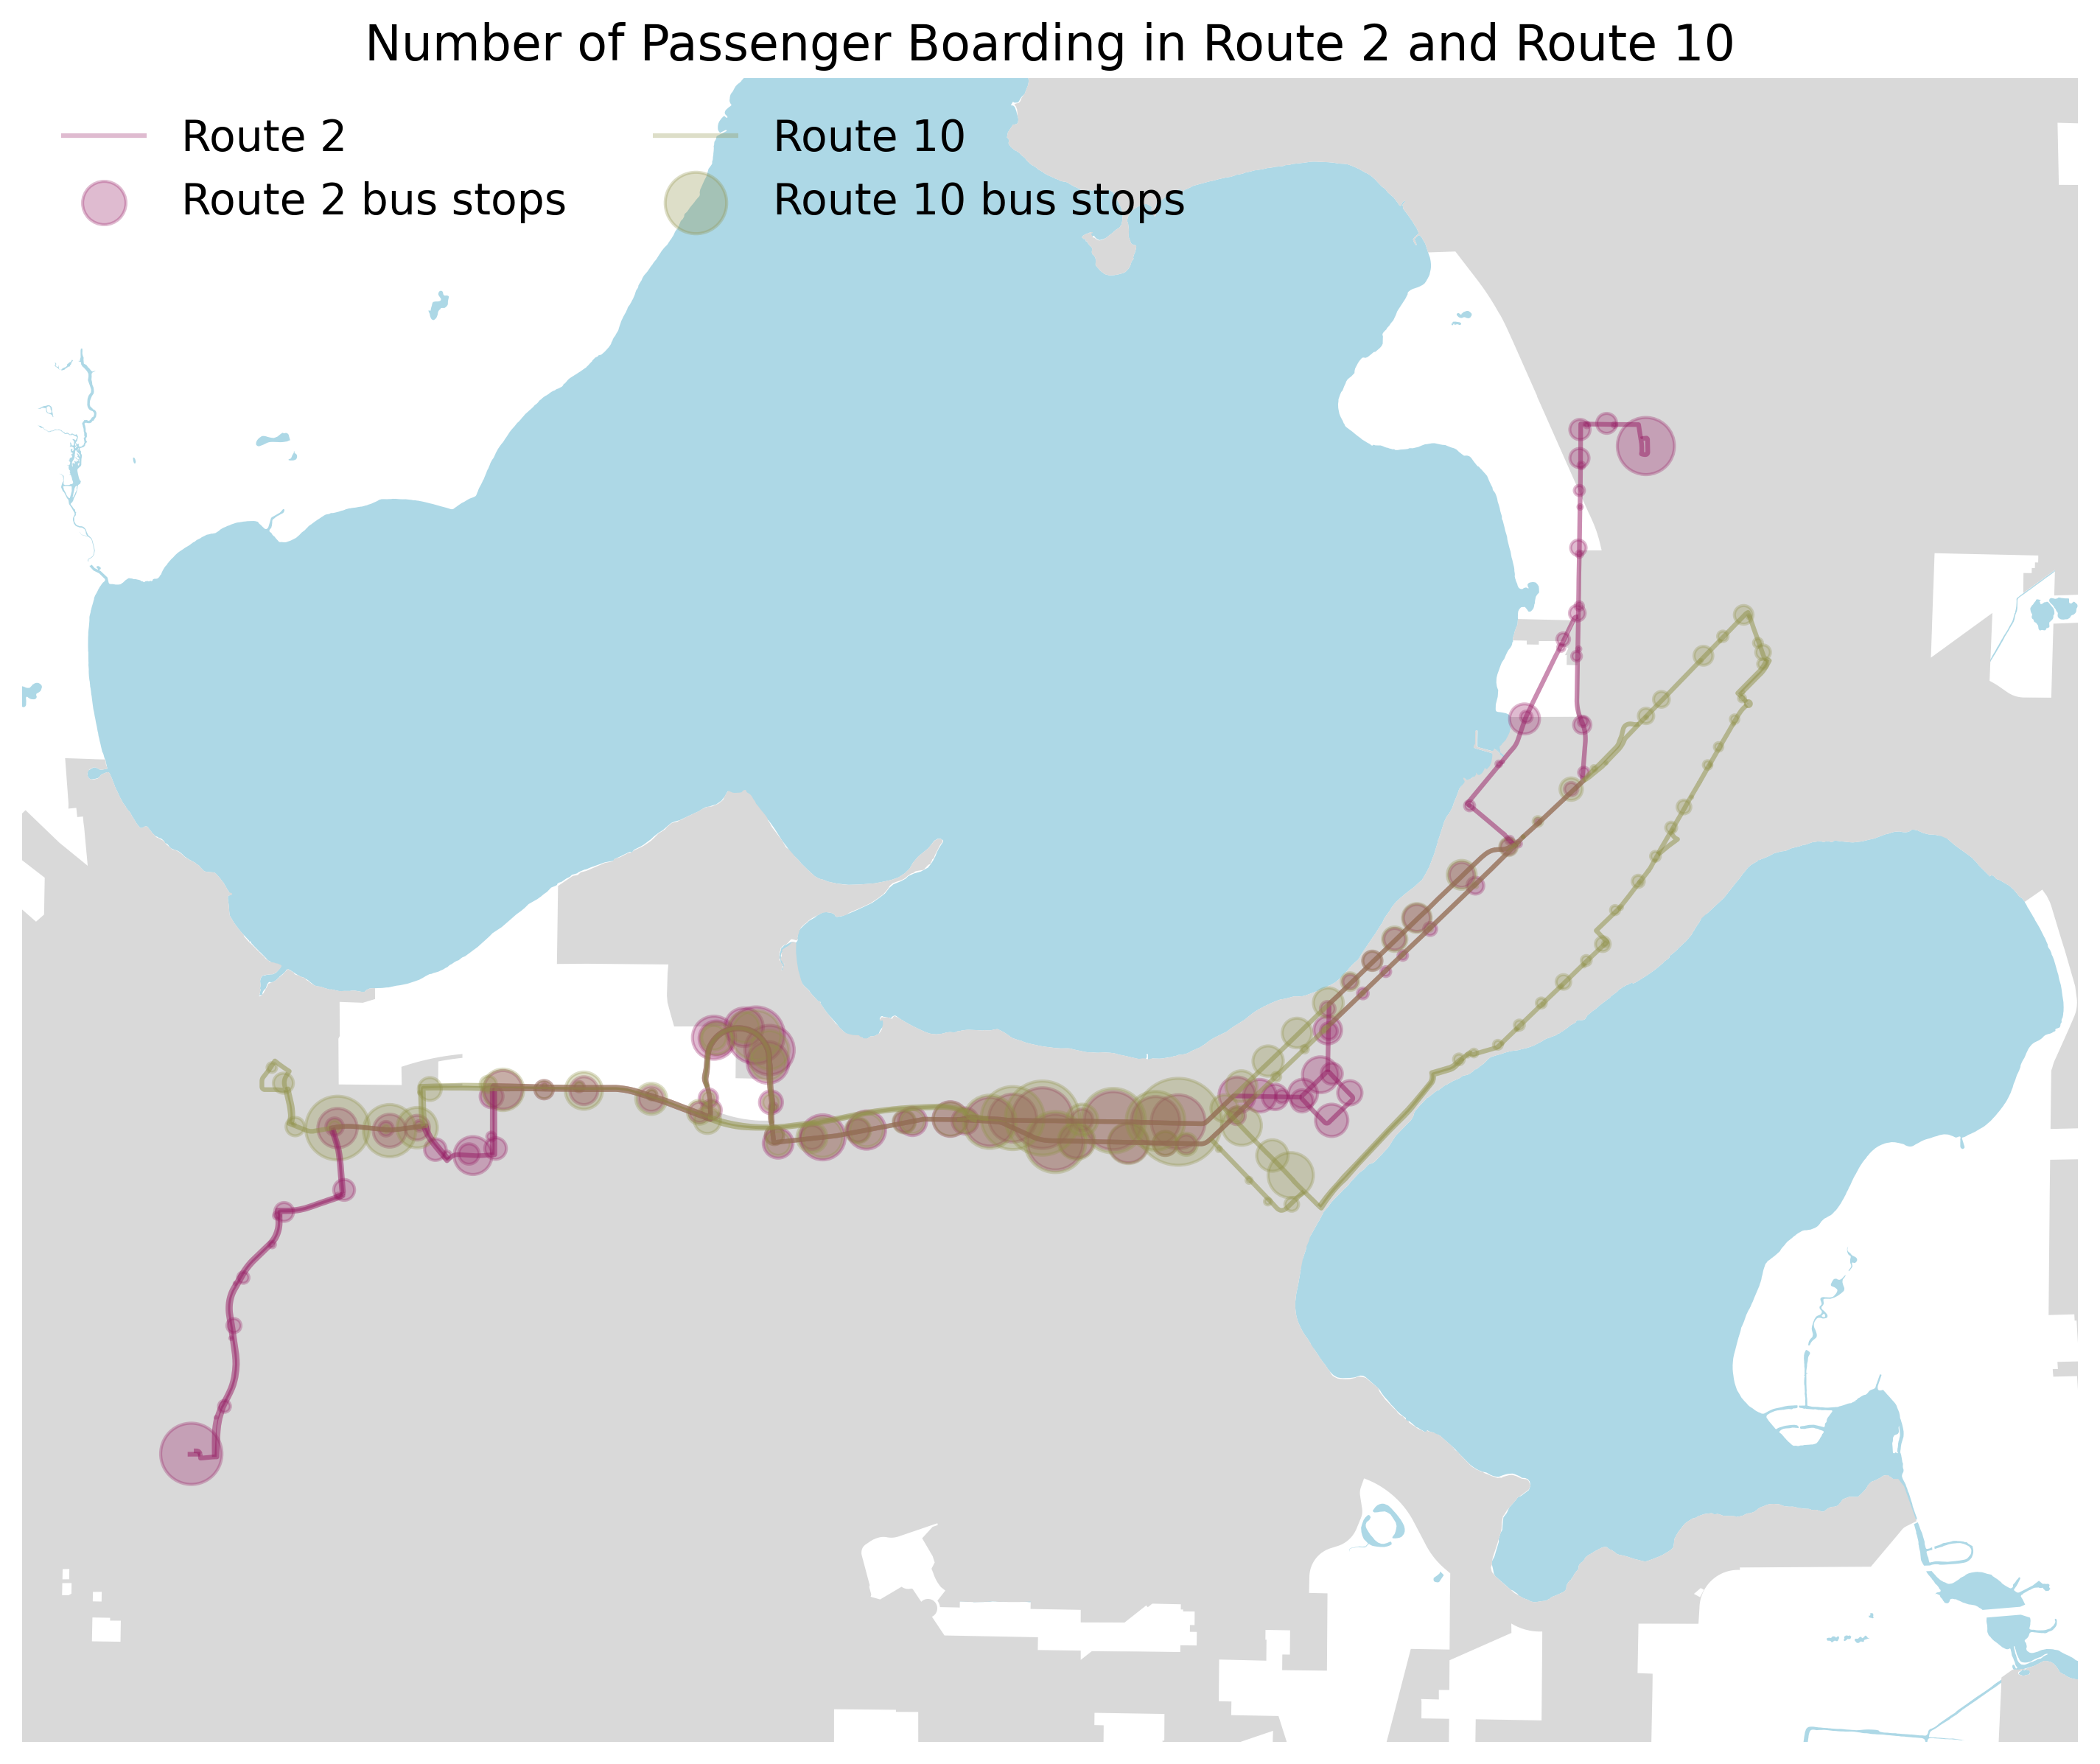 Number of Passenger Boarding in Route 2 and Route 10
Route 2
Route 2 bus stops
Route 10
Route 10 bus stops